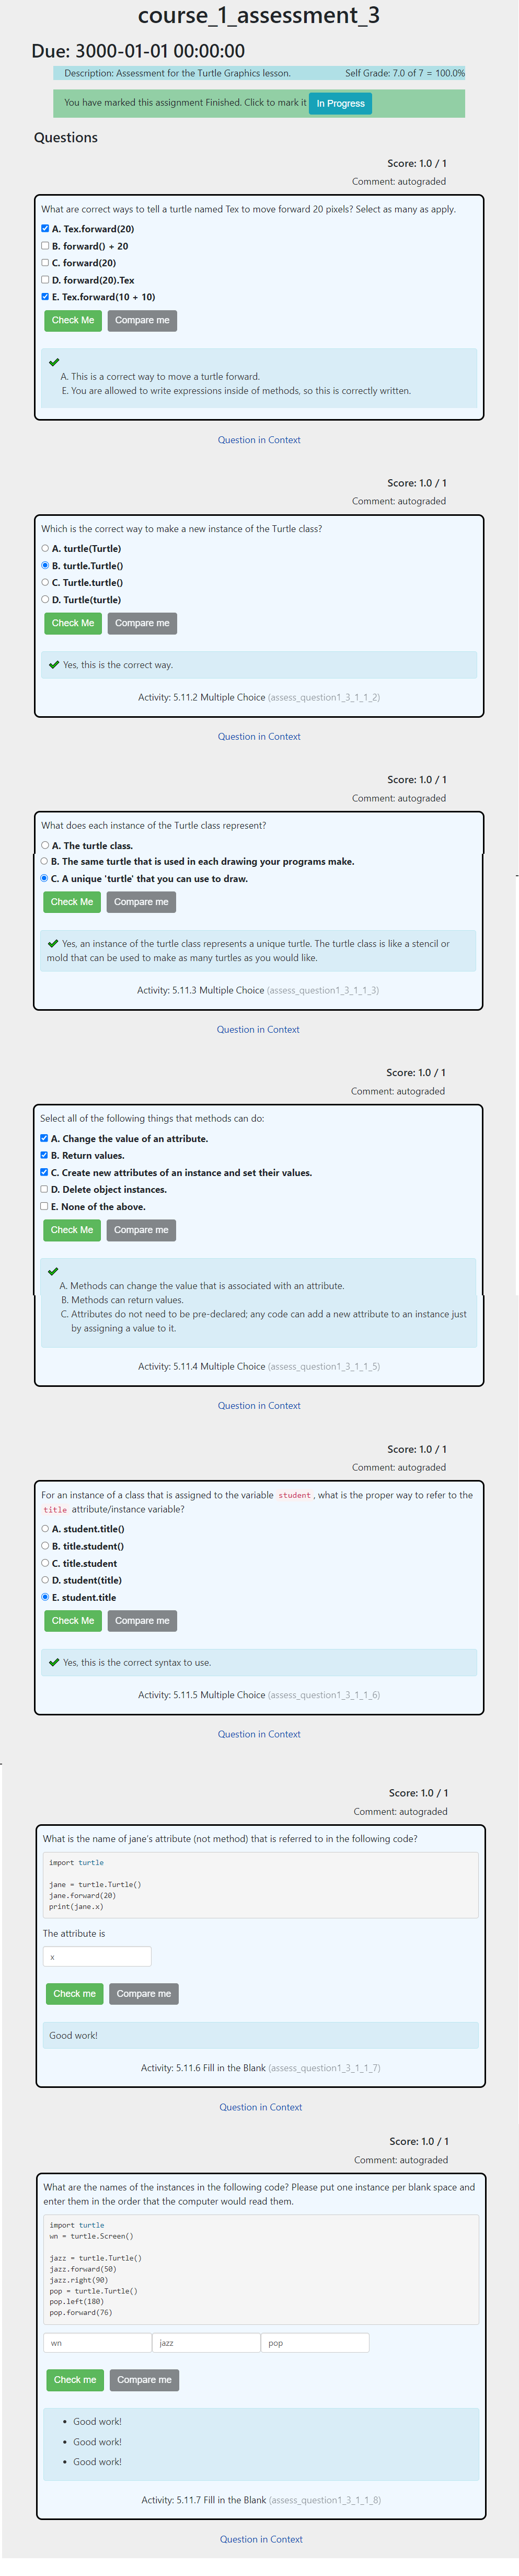 course_1_assessment_3
Due: 3000-01-01 00:00:00
Description: Assessment for the Turtle Graphics lesson. Self Grade: 7.0 of 7 = 100.0%
You have marked this assignment Finished. Click to mark it In Progress
Questions
Score: 1.0 / 1
Comment: autograded
What are correct ways to tell a turtle named Tex to move forward 20 pixels? Select as many as apply.
A. Tex.forward(20)
B. forward() + 20
C. forward(20)
D. forward(20).Tex
E. Tex.forward(10 + 10)
Check Me Compare me
A. This is a correct way to move a turtle forward.
E. You are allowed to write expressions inside of methods, so this is correctly written.
Question in Context
Score: 1.0 / 1
Comment: autograded
Which is the correct way to make a new instance of the Turtle class?
A. turtle(Turtle)
B. turtle.Turtle()
C. Turtle.turtle()
D. Turtle(turtle)
Check Me Compare me
Yes, this is the correct way.
Activity: 5.11.2 Multiple Choice (assess_question1_3_1_1_2)
Question in Context
Score: 1.0 / 1
Comment: autograded
What does each instance of the Turtle class represent?
A. The turtle class.
B. The same turtle that is used in each drawing your programs make.
C. A unique 'turtle' that you can use to draw.
Check Me Compare me
Yes, an instance of the turtle class represents a unique turtle. The turtle class is like a stencil or
mold that can be used to make as many turtles as you would like.
Activity: 5.11.3 Multiple Choice (assess_question1_3_1_1_3)
Question in Context
Score: 1.0 / 1
Comment: autograded
Select all of the following things that methods can do:
A. Change the value of an attribute.
B. Return values.
C. Create new attributes of an instance and set their values.
D. Delete object instances.
E. None of the above.
Check Me Compare me
A. Methods can change the value that is associated with an attribute.
B. Methods can return values.
C. Attributes do not need to be pre-declared; any code can add a new attribute to an instance just
by assigning a value to it.
Activity: 5.11.4 Multiple Choice (assess_question1_3_1_1_5)
Question in Context
Score: 1.0 / 1
Comment: autograded
For an instance of a class that is assigned to the variable student, what is the proper way to refer to the
title attribute/instance variable?
A. student.title()
B. title.student()
C. title.student
D. student(title)
E. student.title
Check Me Compare me
Yes, this is the correct syntax to use.
Activity: 5.11.5 Multiple Choice (assess_question1_3_1_1_6)
Question in Context
Score: 1.0 / 1
Comment: autograded
What is the name of jane's attribute (not method) that is referred to in the following code?
import turtle
jane = turtle.Turtle()
jane.forward(20)
print(jane.x)
The attribute is
x
Check me Compare me
Good work!
Activity: 5.11.6 Fill in the Blank (assess_question1_3_1_1_7)
Question in Context
Score: 1.0 / 1
Comment: autograded
What are the names of the instances in the following code? Please put one instance per blank space and
enter them in the order that the computer would read them.
import turtle
wn = turtle.Screen()
jazz = turtle.Turtle()
jazz.forward(50)
jazz.right(90)
pop = turtle.Turtle()
pop.left(180)
pop.forward(76)
wn jazz pop
Check me Compare me
Good work!
Good work!
Good work!
Activity: 5.11.7 Fill in the Blank (assess_question1_3_1_1_8)
Question in Context